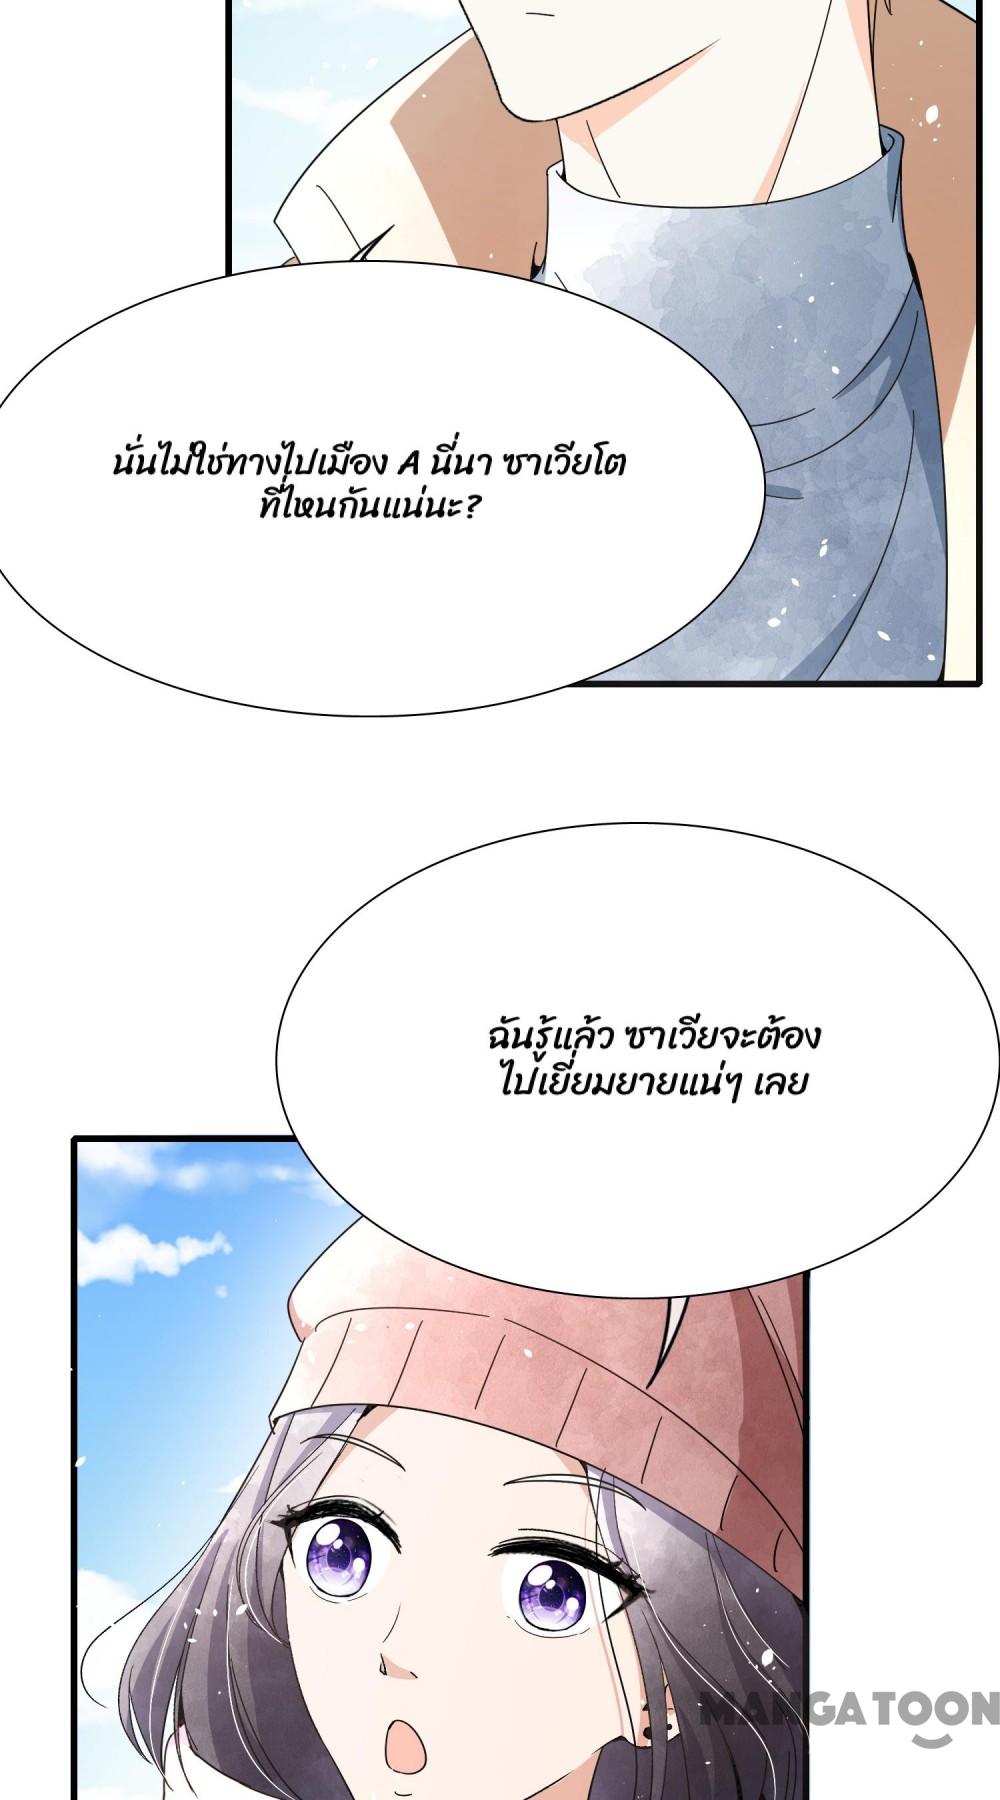 นั่นไม่ใช่ทางไปเมือง A นี่นา ซาเวียโต
ที่ไหนกันแน่นะ?
ฉันรู้แล้ว ซาเวียจะต้อง
ไปเยี่ยมยายแน่ๆ เลย
MANGATOON
MANGATOON